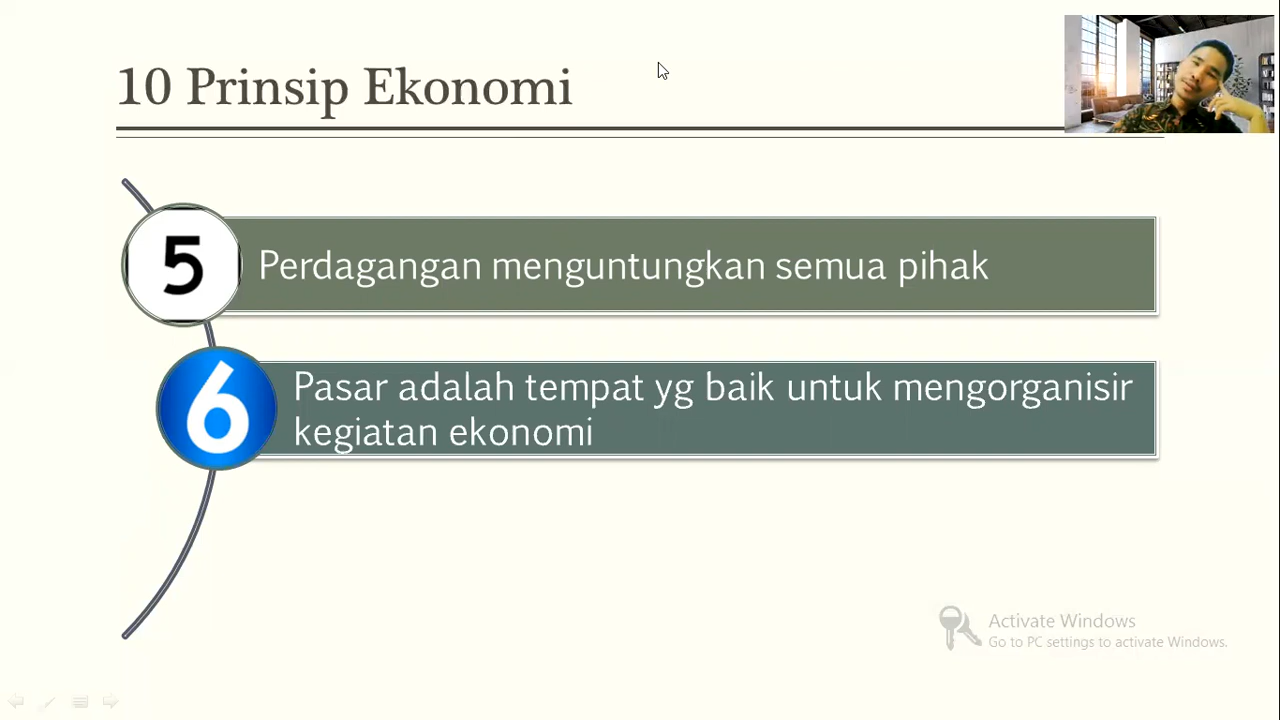 10 Prinsip Ekonomi
5
Perdagangan menguntungkan semua pihak
6
Pasar adalah tempat yg baik untuk mengorganisir
kegiatan ekonomi
Activate Windows
Go to PC settings to activate Windows.